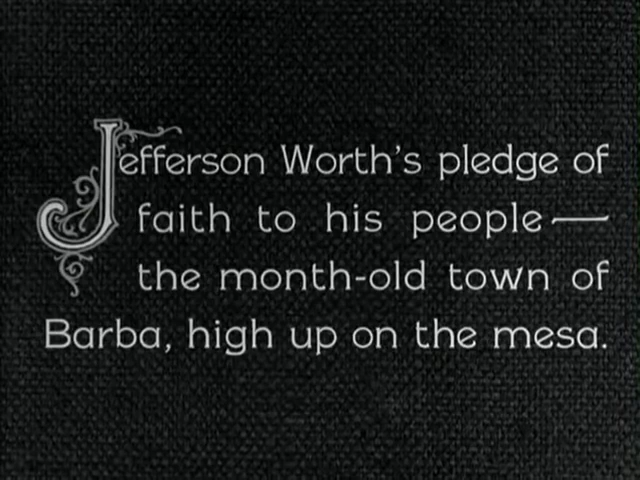 Jefferson Worth's pledge of
faith to his people—
the month-old town of
Barba, high up on the mesa.